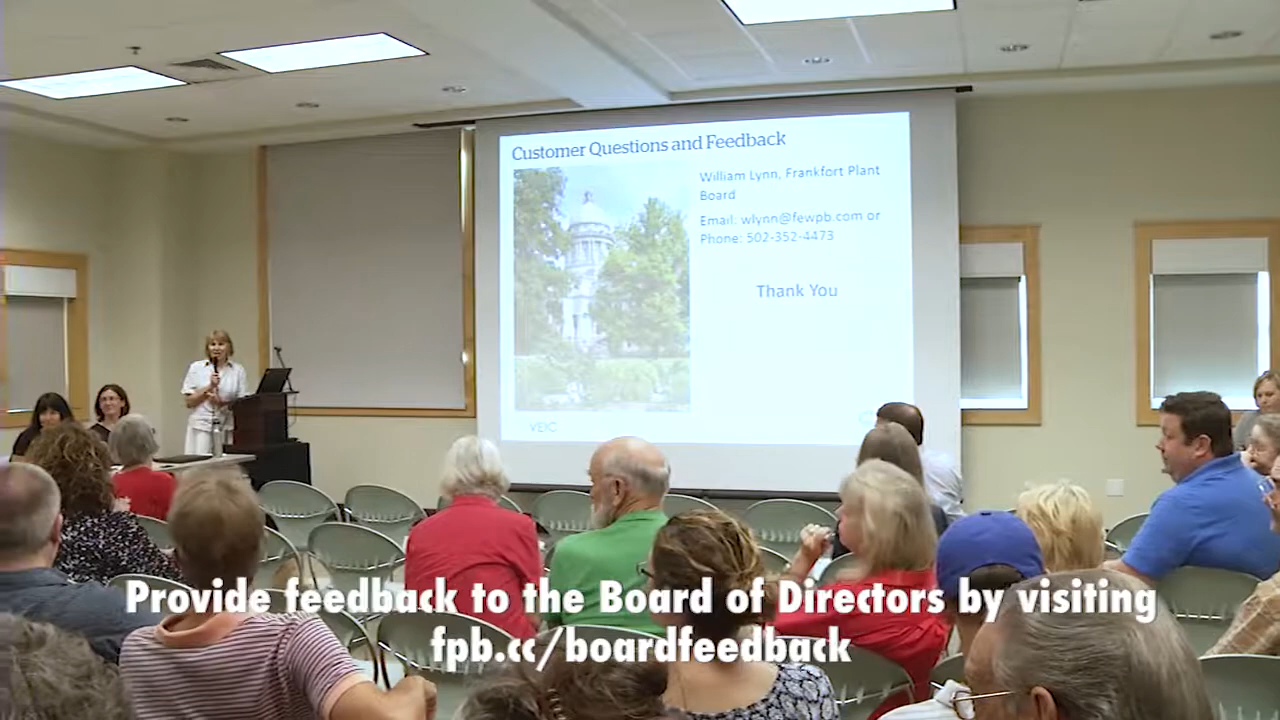 Customer Questions and Feedback
William Lynn, Frankfort Plant
Board
Email: wlynn@fewpb.com or
Phone: 502-352-4473
Thank You
VEIC
Provide feedback to the Board of Directors by visiting
fpb.cc/boardfeedback